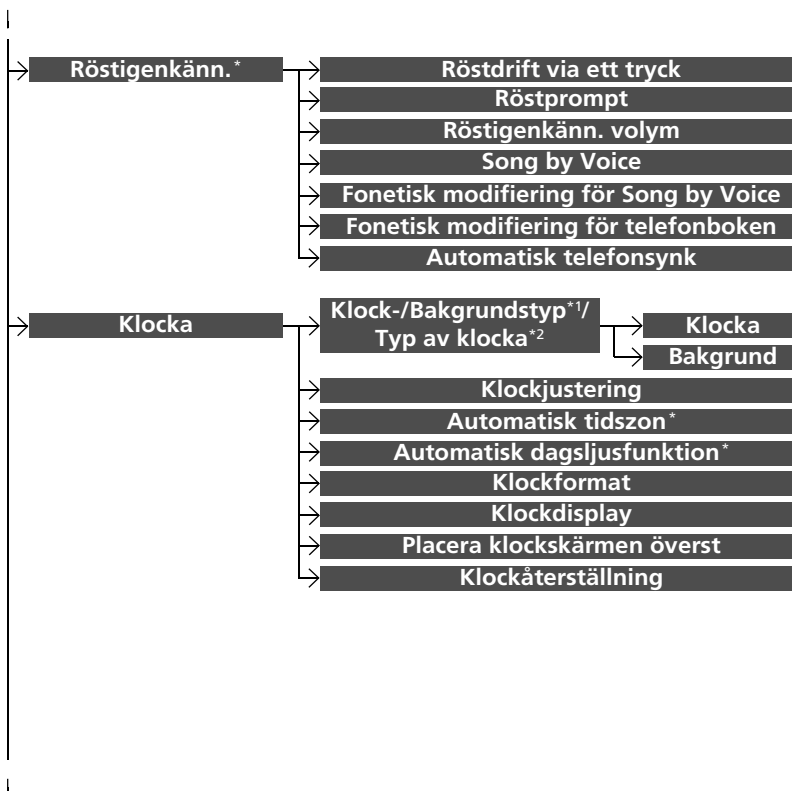 Röstigenkänn.*
Röstdrift via ett tryck
Röstprompt
Röstigenkänn. volym
Song by Voice
Fonetisk modifiering för Song by Voice
Fonetisk modifiering för telefonboken
Automatisk telefonsynk
Klocka
Klock-/Bakgrundstyp*1/
Typ av klocka*2
Klocka
Bakgrund
Klockjustering
Automatisk tidszon*
Automatisk dagsljusfunktion*
Klockformat
Klockdisplay
Placera klockskärmen överst
Klockåterställning